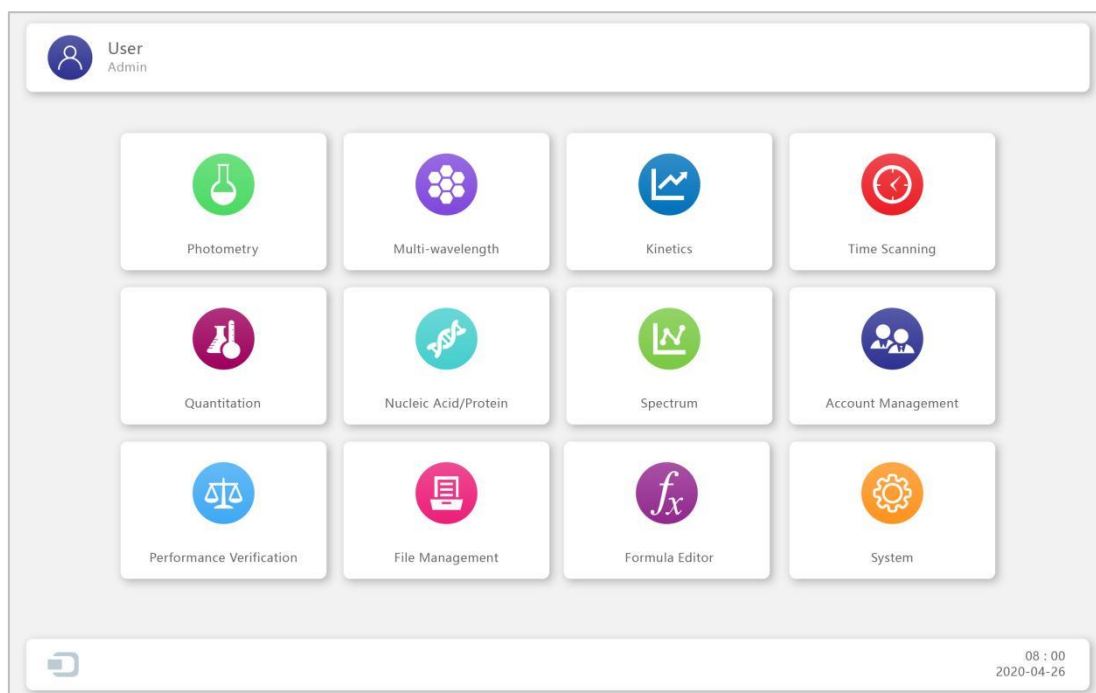 User
Admin
Photometry
Multi-wavelength
Kinetics
Time Scanning
Quantitation
Nucleic Acid/Protein
Spectrum
Account Management
Performance Verification
File Management
fx
Formula Editor
System
08 : 00
2020-04-26